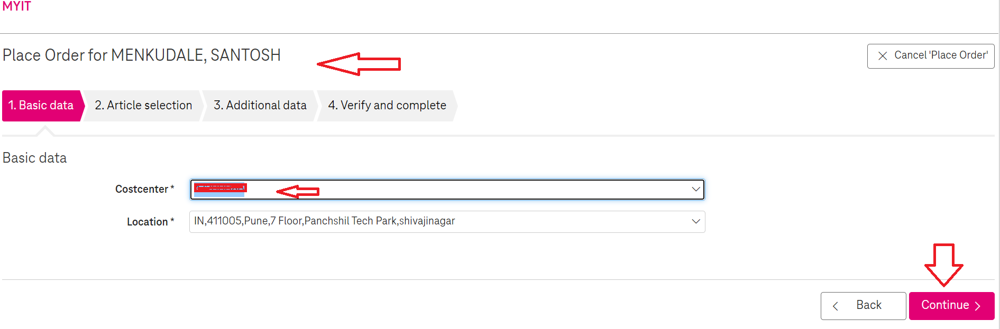 MYIT
Place Order for MENKUDALE, SANTOSH
Cancel 'Place Order'
1. Basic data
2. Article selection
3. Additional data
4. Verify and complete
Basic data
Costcenter *
Location *
IN,411005,Pune,7 Floor,Panchshil Tech Park,shivajinagar
Back
Continue